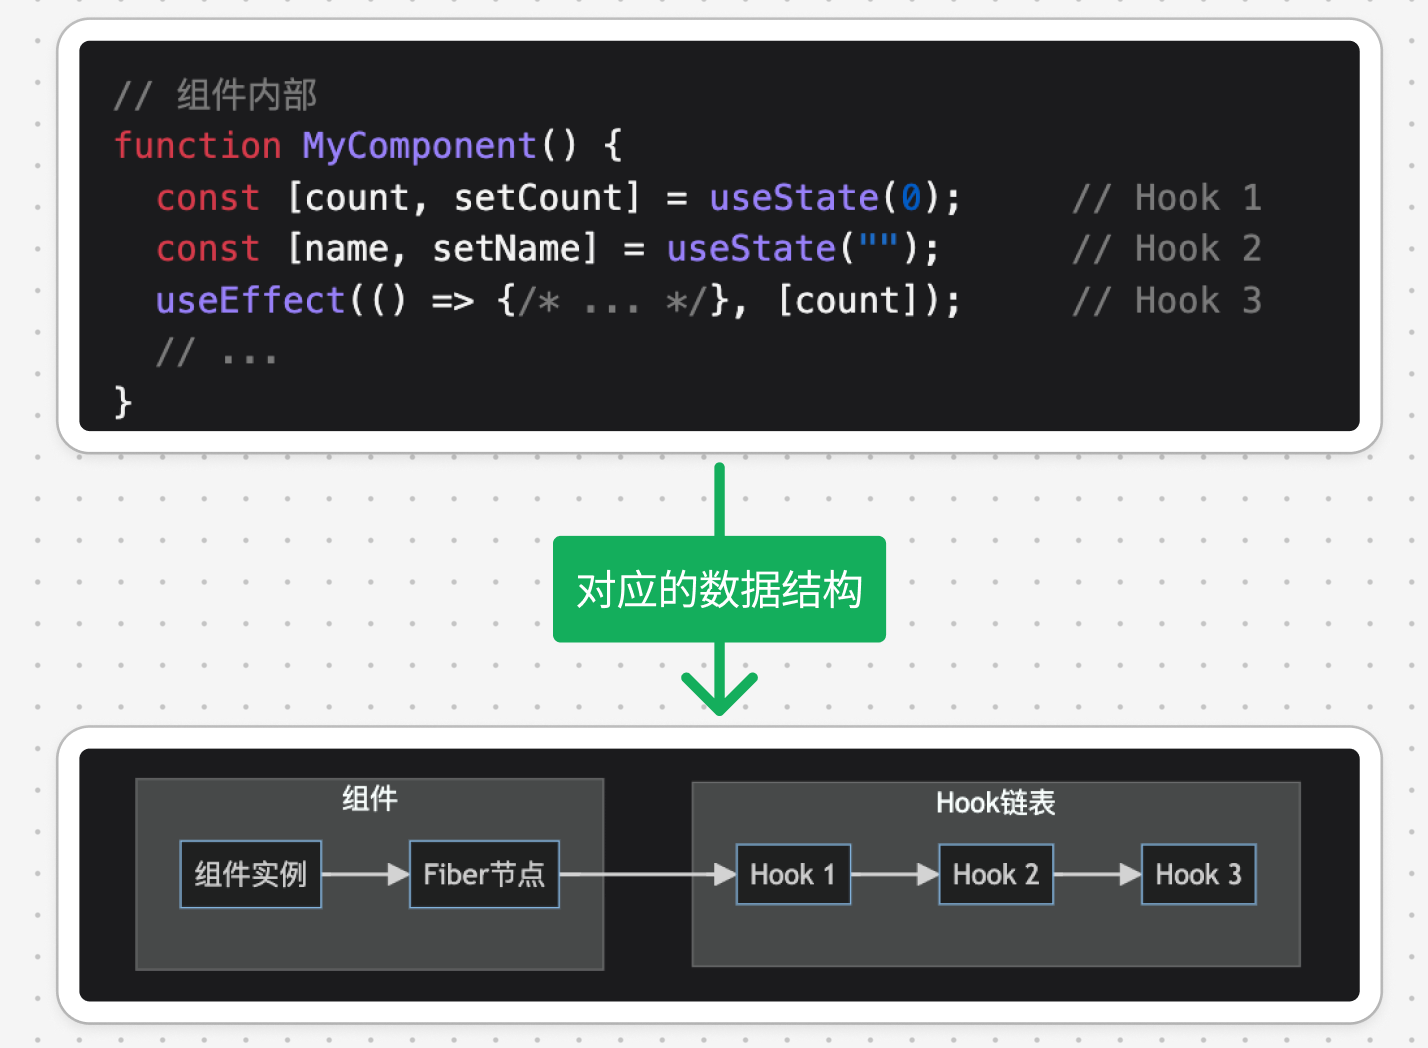 // 组件内部
function MyComponent() {
  const [count, setCount] = useState(0);     // Hook 1
  const [name, setName] = useState("");      // Hook 2
  useEffect(() => {/* ... */}, [count]);     // Hook 3
  // ...
}
对应的数据结构
组件
组件实例
Fiber节点
Hook链表
Hook 1
Hook 2
Hook 3